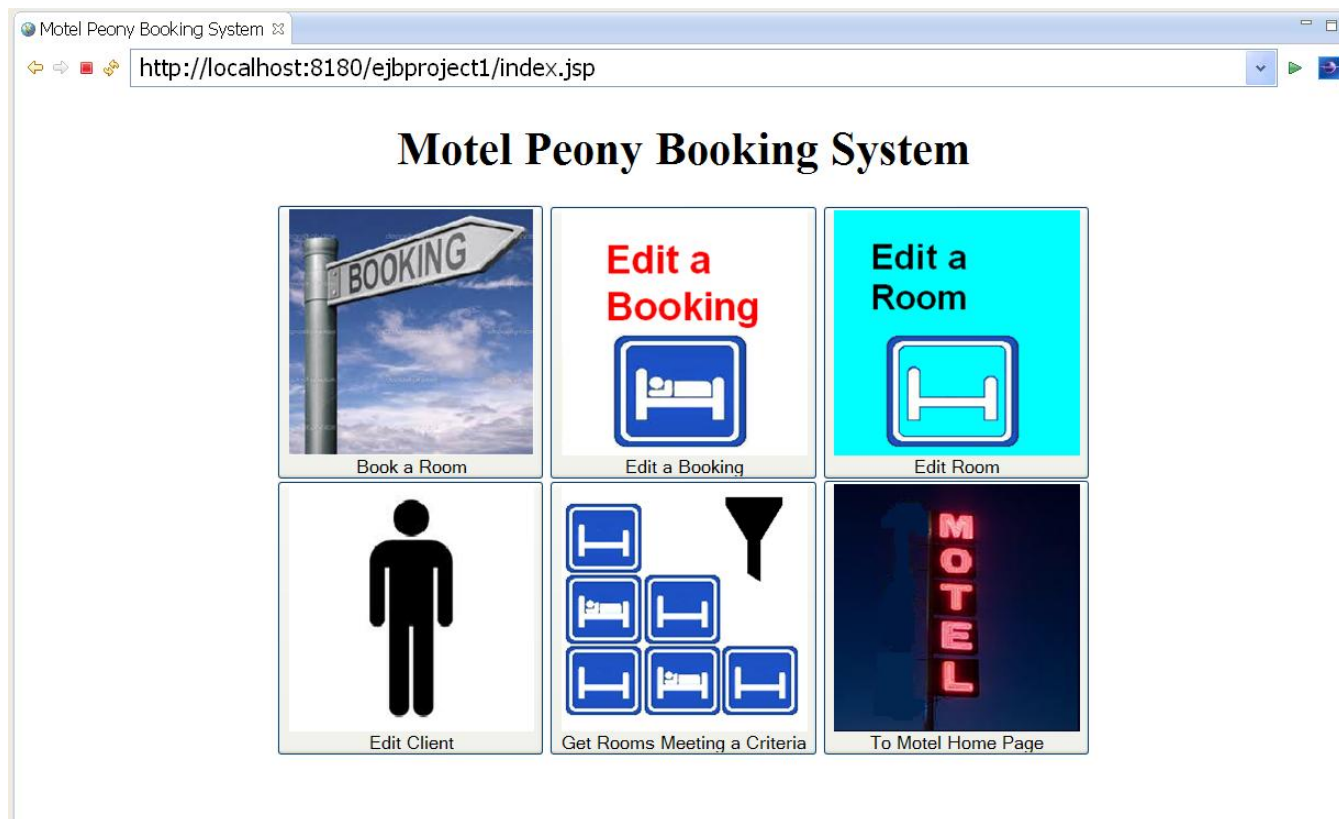 Motel Peony Booking System
http://localhost:8180/ejbproject1/index.jsp
Motel Peony Booking System
BOOKING
Book a Room
Edit a
Booking
Edit a Booking
Edit a
Room
Edit Room
Edit Client
Get Rooms Meeting a Criteria
MOTEL
To Motel Home Page